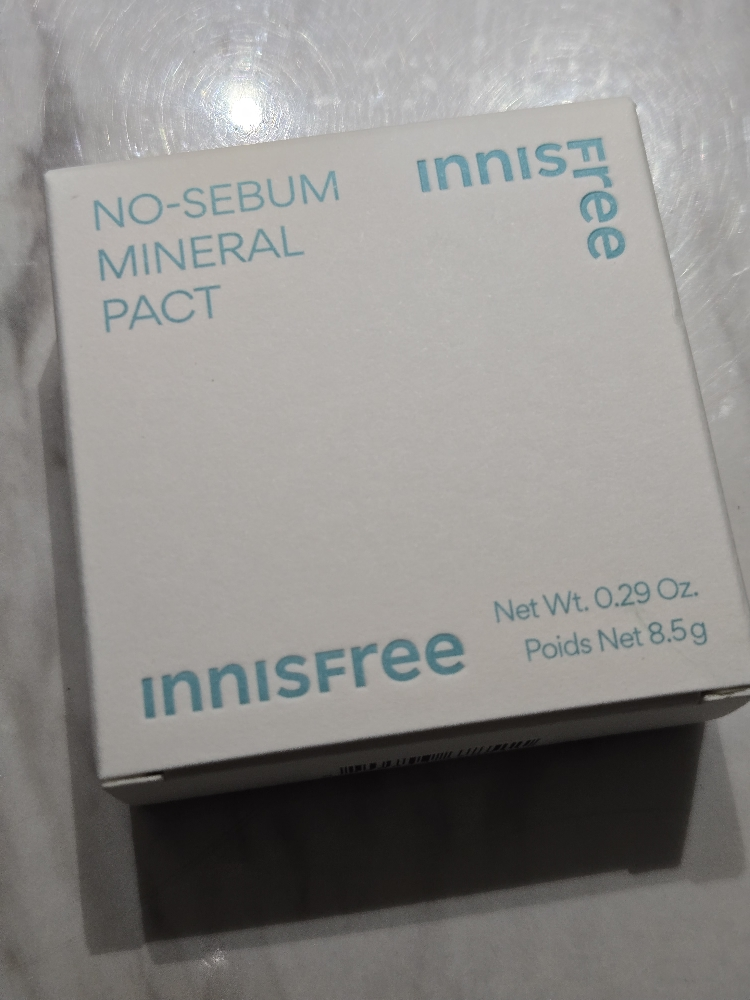 NO-SEBUM
MINERAL
PACT
INNISFree
Net Wt. 0.29 Oz.
Poids Net 8.5g
INNISFree